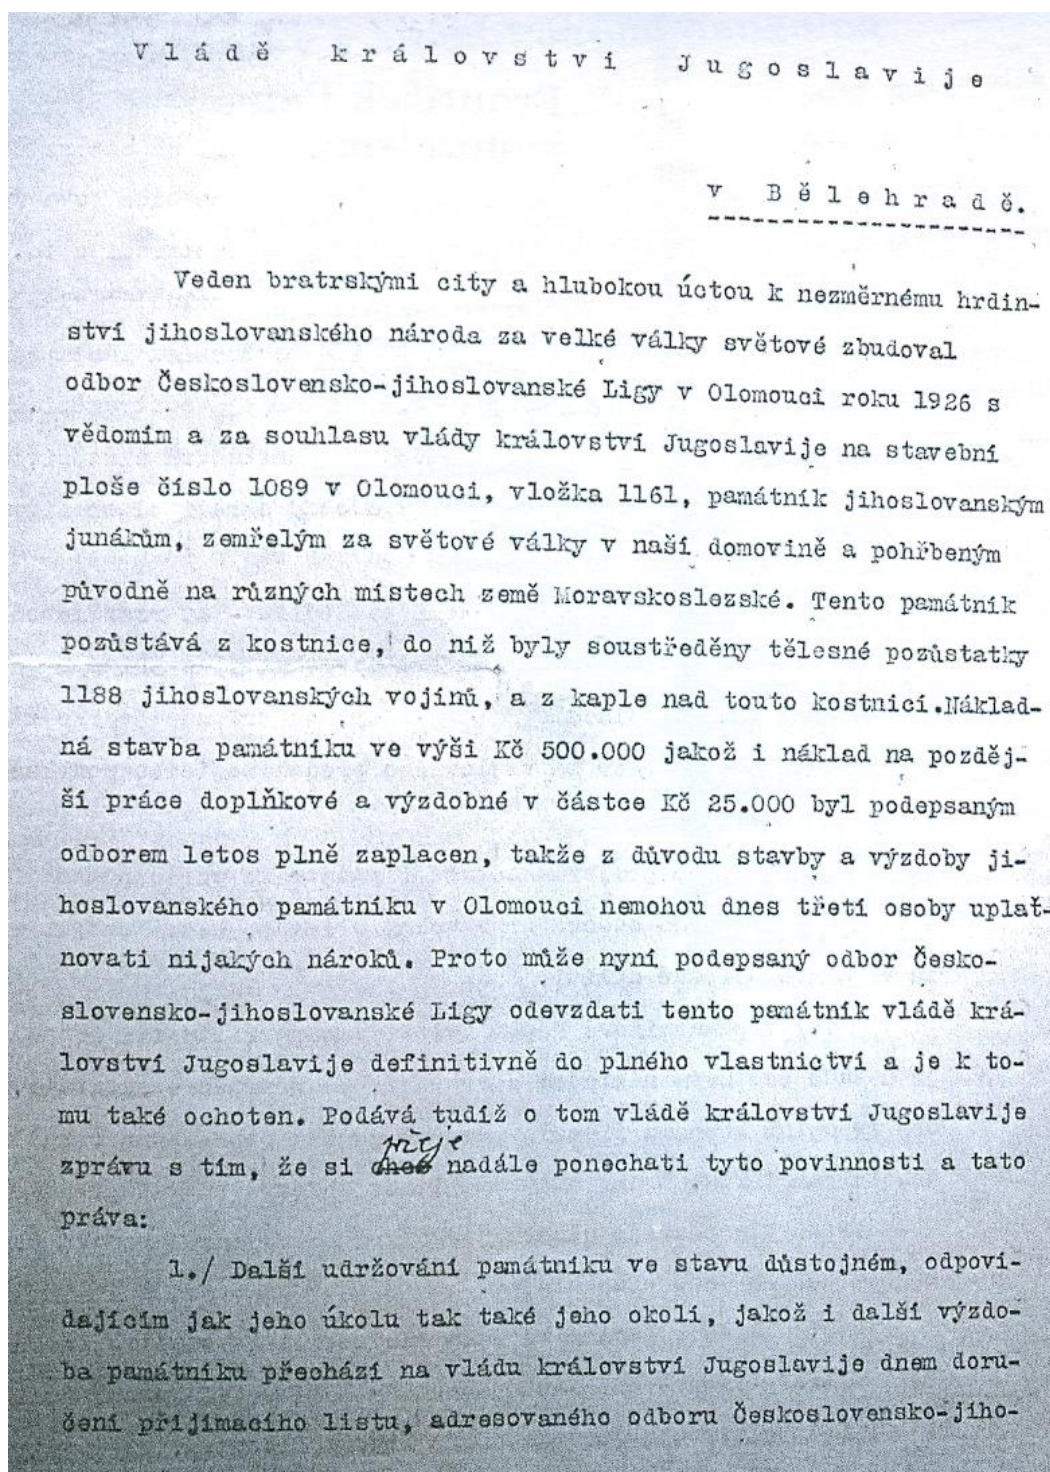 Vládě království Jugoslavije
v Bělehradě.
Veden bratrskými city a hlubokou úctou k nezměrnému hrdin-
ství jihoslovanského národa za velké války světové zbudoval
odbor Československo-jihoslovanské Ligy v Olomouci roku 1926 s
vědomím a za souhlasu vlády království Jugoslavije na stavební
ploše číslo 1089 v Olomouci, vložka 1161, památník jihoslovanským
junákům, zemřelým za světové války v naší domovině a pohřbeným
původně na různých místech země Moravskoslezské. Tento památník
pozůstává z kostnice, do níž byly soustředěny tělesné pozůstatky
1188 jihoslovanských vojínů, a z kaple nad touto kostnicí.Náklad-
ná stavba památníku ve výši Kč 500.000 jakož i náklad na pozděj-
ší práce doplňkové a výzdobné v částce Kč 25.000 byl podepsaným
odborem letos plně zaplacen, takže z důvodu stavby a výzdoby ji-
hoslovanského památníku v Olomouci nemohou dnes třetí osoby uplat-
novati nijakých nároků. Proto může nyní podepsaný odbor Česko-
slovensko-jihoslovanské Ligy odevzdati tento památník vládě krá-
lovství Jugoslavije definitivně do plného vlastnictví a je k to-
mu také ochoten. Podává tudíž o tom vládě království Jugoslavije
zprávu s tím, že si chce přeje nadále ponechati tyto povinnosti a tato
práva:
1./ Další udržování památníku ve stavu důstojném, odpoví-
dajícím jak jeho úkolu tak také jeho okolí, jakož i další výzdo-
ba památníku přechází na vládu království Jugoslavije dnem doru-
čení přijímacího listu, adresovaného odboru Československo-jiho-